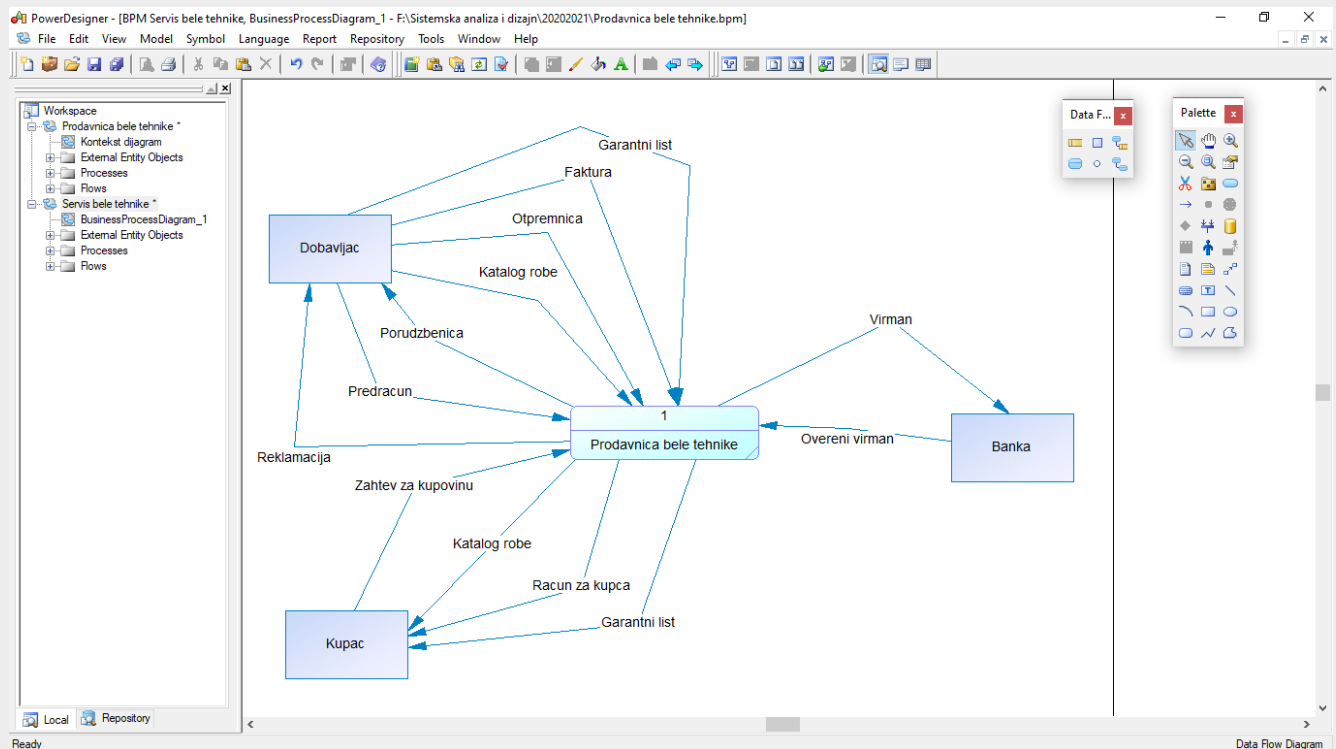 PowerDesigner - [BPM Servis bele tehnike, BusinessProcessDiagram_1 - F:\Sistemska analiza i dizajn\20202021\Prodavnica bele tehnike.bpm]
File Edit View Model Symbol Language Report Repository Tools Window Help
Workspace
Prodavnica bele tehnike *
Kontekst dijagram
External Entity Objects
Processes
Flows
Servis bele tehnike *
BusinessProcessDiagram_1
External Entity Objects
Processes
Flows
Local Repository
Data F...
Palette
Garantni list
Faktura
Otpremnica
Dobavljac
Katalog robe
Virman
Porudzbenica
Predracun
1
Prodavnica bele tehnike
Overeni virman
Banka
Reklamacija
Zahtev za kupovinu
Katalog robe
Racun za kupca
Garantni list
Kupac
Ready
Data Flow Diagram